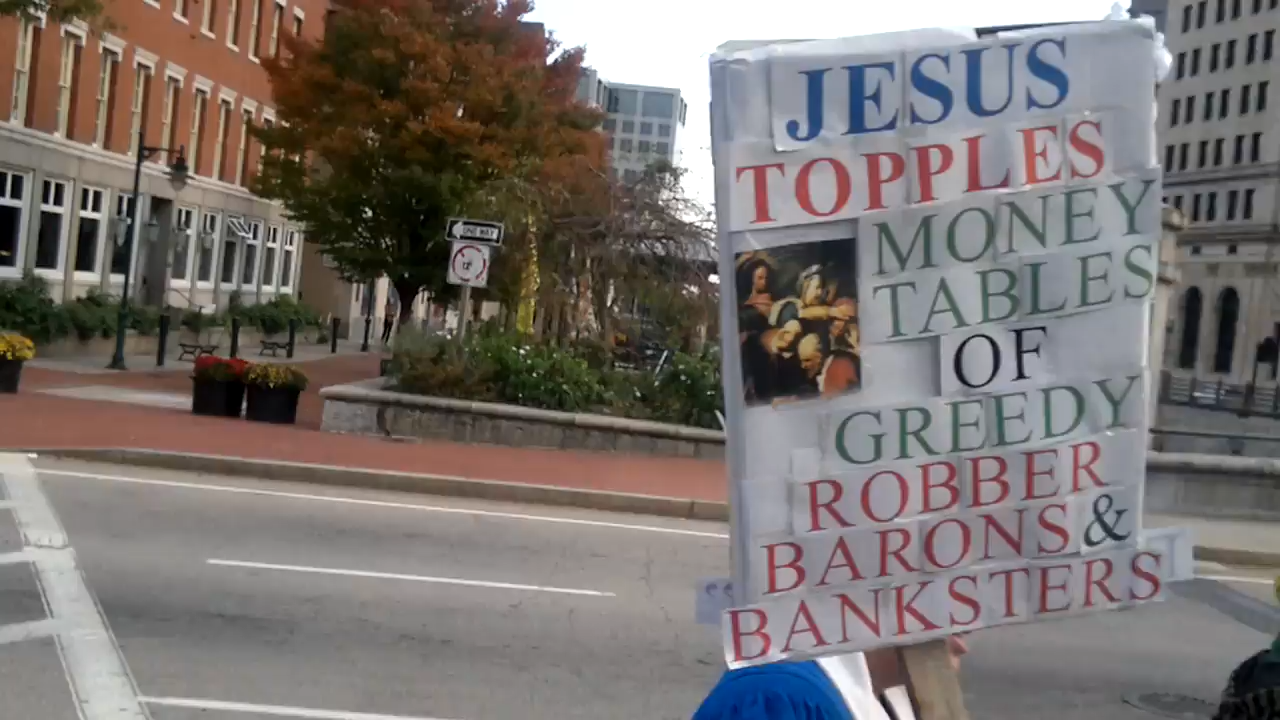 JESUS
TOPPLES
MONEY
TABLES
OF
GREEDY
ROBBER
BARONS &
BANKSTERS
ONE WAY